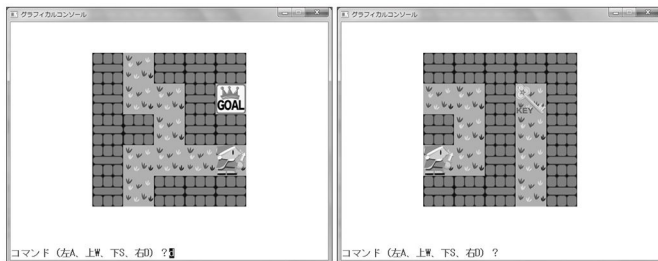 グラフィカルコンソール
GOAL
コマンド (左A、上W、下S、右D) ?d
グラフィカルコンソール
KEY
コマンド (左A、上W、下S、右D) ?